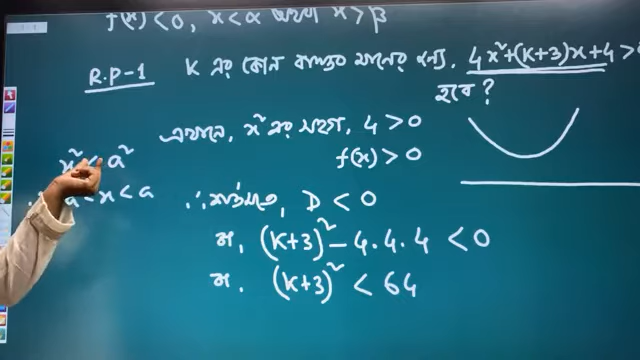 f(x) < 0, x < α অথবা x > β
R.P-1 K এর কোন বাস্তব মানের জন্য, 4x²+(K+3)x+4 > 0
হবে?
এখানে, x² এর সহগ, 4 > 0
f(x) > 0
x² < a²
a < x < a
∴ শর্তমতে, D < 0
বা, (K+3)² - 4.4.4 < 0
বা, (K+3)² < 64